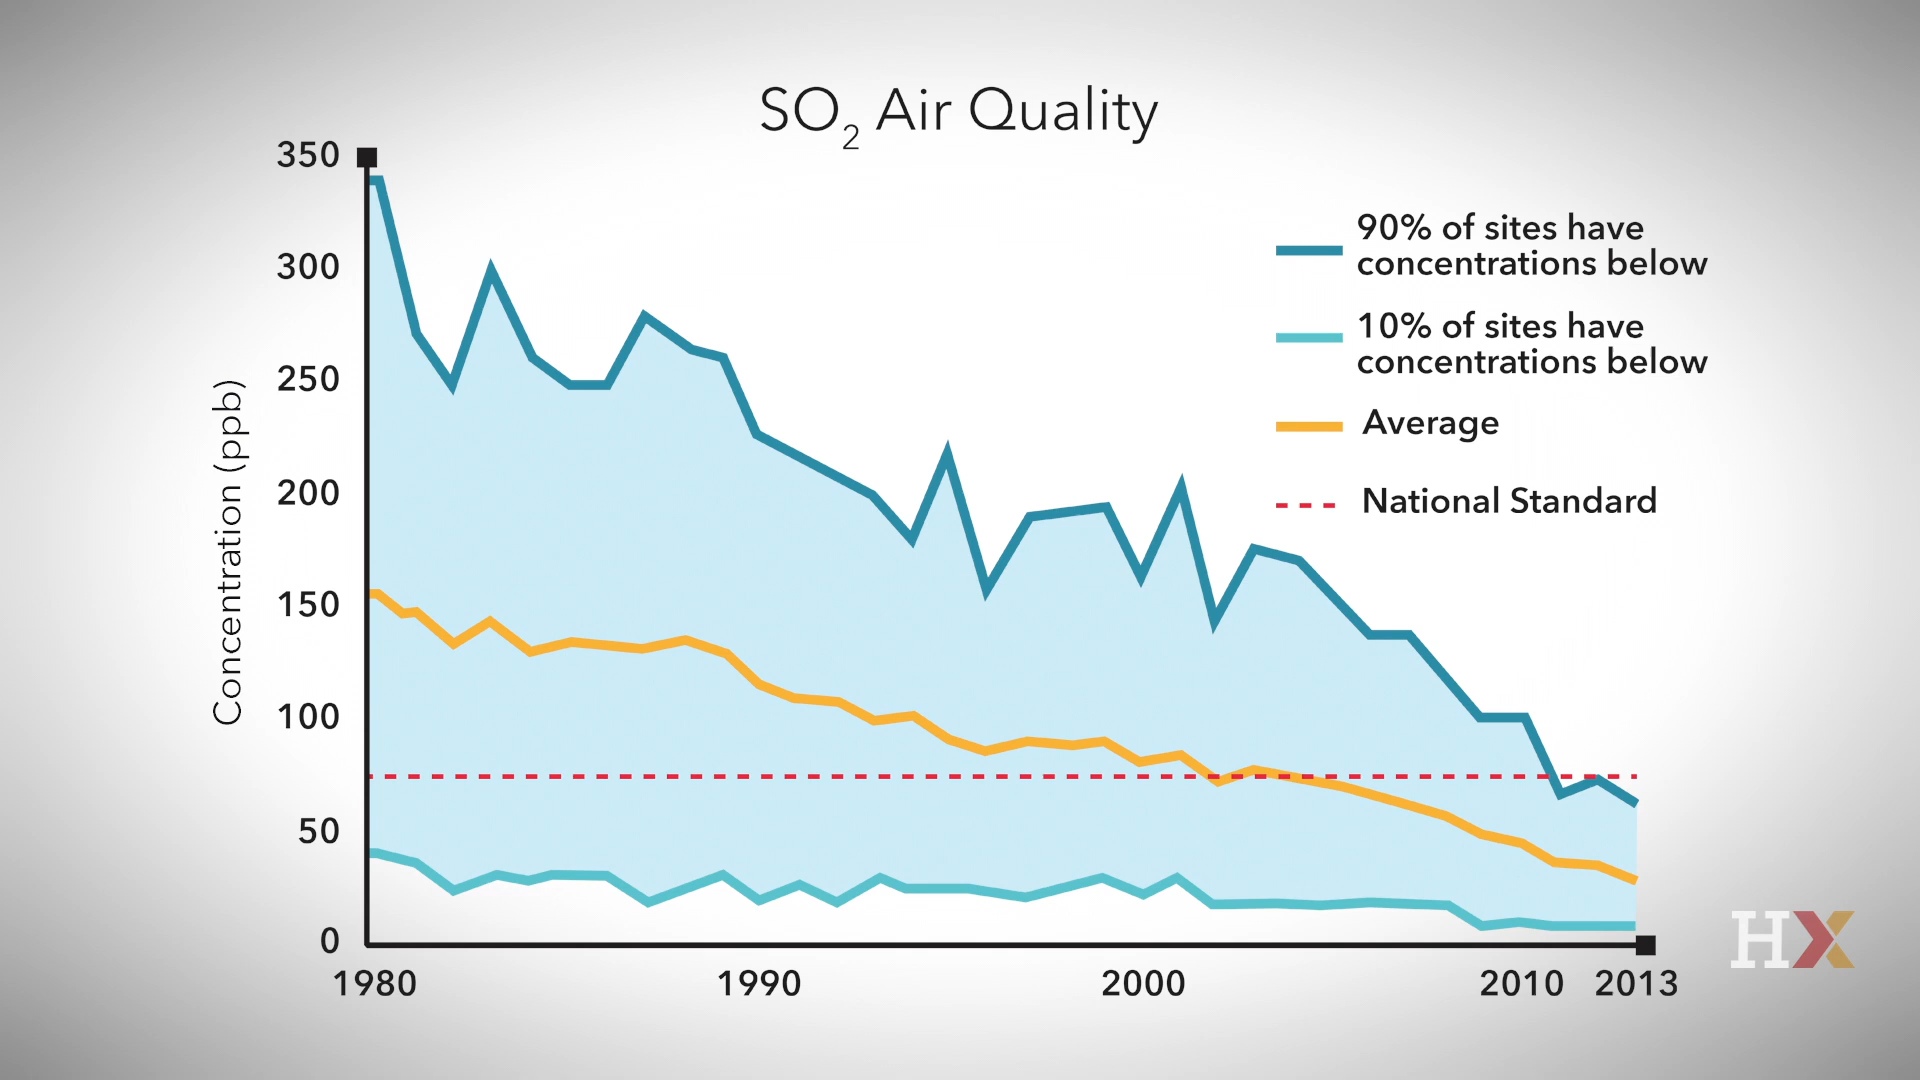 SO₂ Air Quality
350
300
250
200
150
100
50
0
Concentration (ppb)
90% of sites have
concentrations below
10% of sites have
concentrations below
Average
National Standard
1980
1990
2000
2010
2013
HX